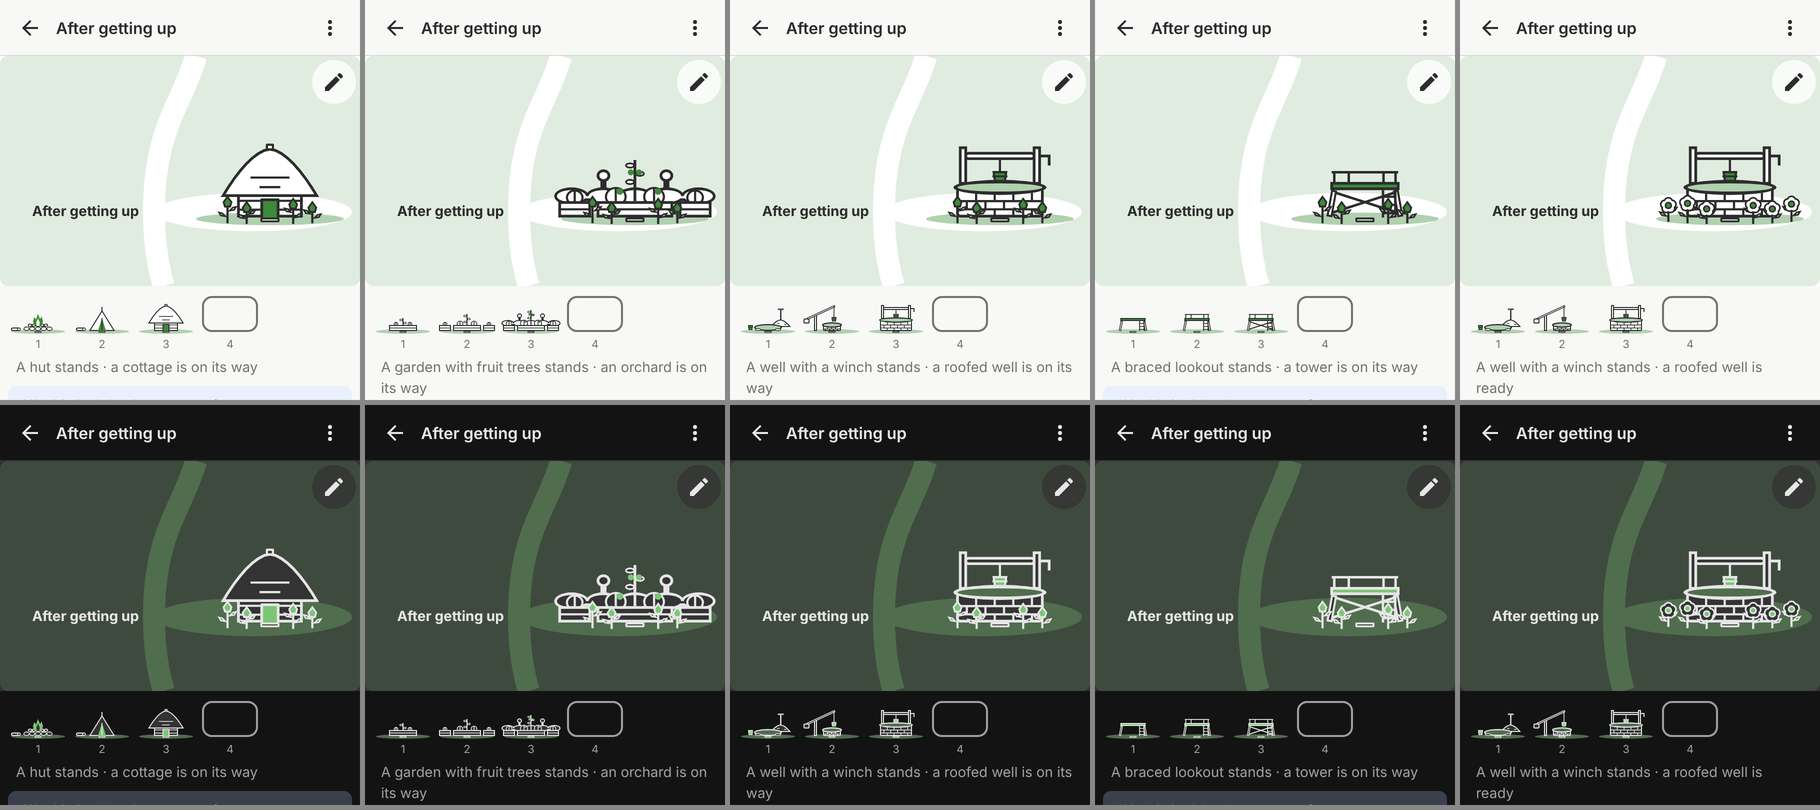 After getting up
After getting up
1 2 3 4
A hut stands · a cottage is on its way
After getting up
After getting up
1 2 3 4
A garden with fruit trees stands · an orchard is on
its way
After getting up
After getting up
1 2 3 4
A well with a winch stands · a roofed well is on its
way
After getting up
After getting up
1 2 3 4
A braced lookout stands · a tower is on its way
After getting up
After getting up
1 2 3 4
A well with a winch stands · a roofed well is
ready
After getting up
After getting up
1 2 3 4
A hut stands · a cottage is on its way
After getting up
After getting up
1 2 3 4
A garden with fruit trees stands · an orchard is on
its way
After getting up
After getting up
1 2 3 4
A well with a winch stands · a roofed well is on its
way
After getting up
After getting up
1 2 3 4
A braced lookout stands · a tower is on its way
After getting up
After getting up
1 2 3 4
A well with a winch stands · a roofed well is
ready